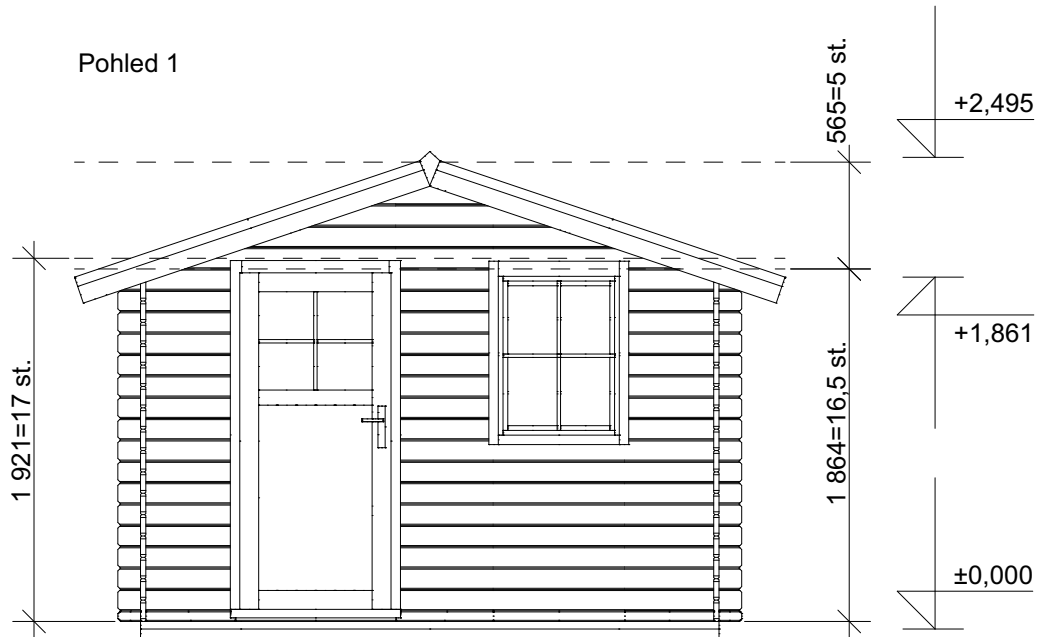 Pohled 1
565=5 st.
+2,495
1 921=17 st.
1 864=16,5 st.
+1,861
±0,000